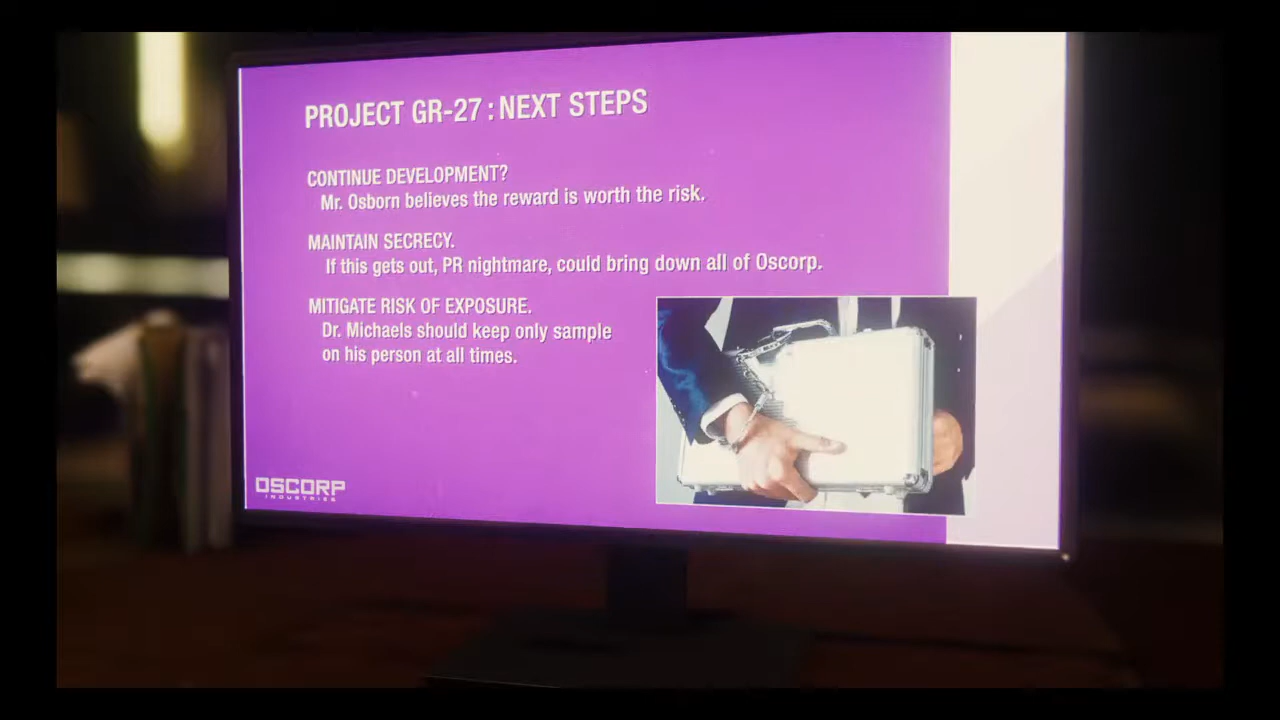 PROJECT GR-27 : NEXT STEPS
CONTINUE DEVELOPMENT?
Mr. Osborn believes the reward is worth the risk.
MAINTAIN SECRECY.
If this gets out, PR nightmare, could bring down all of Oscorp.
MITIGATE RISK OF EXPOSURE.
Dr. Michaels should keep only sample
on his person at all times.
OSCORP
INDUSTRIES